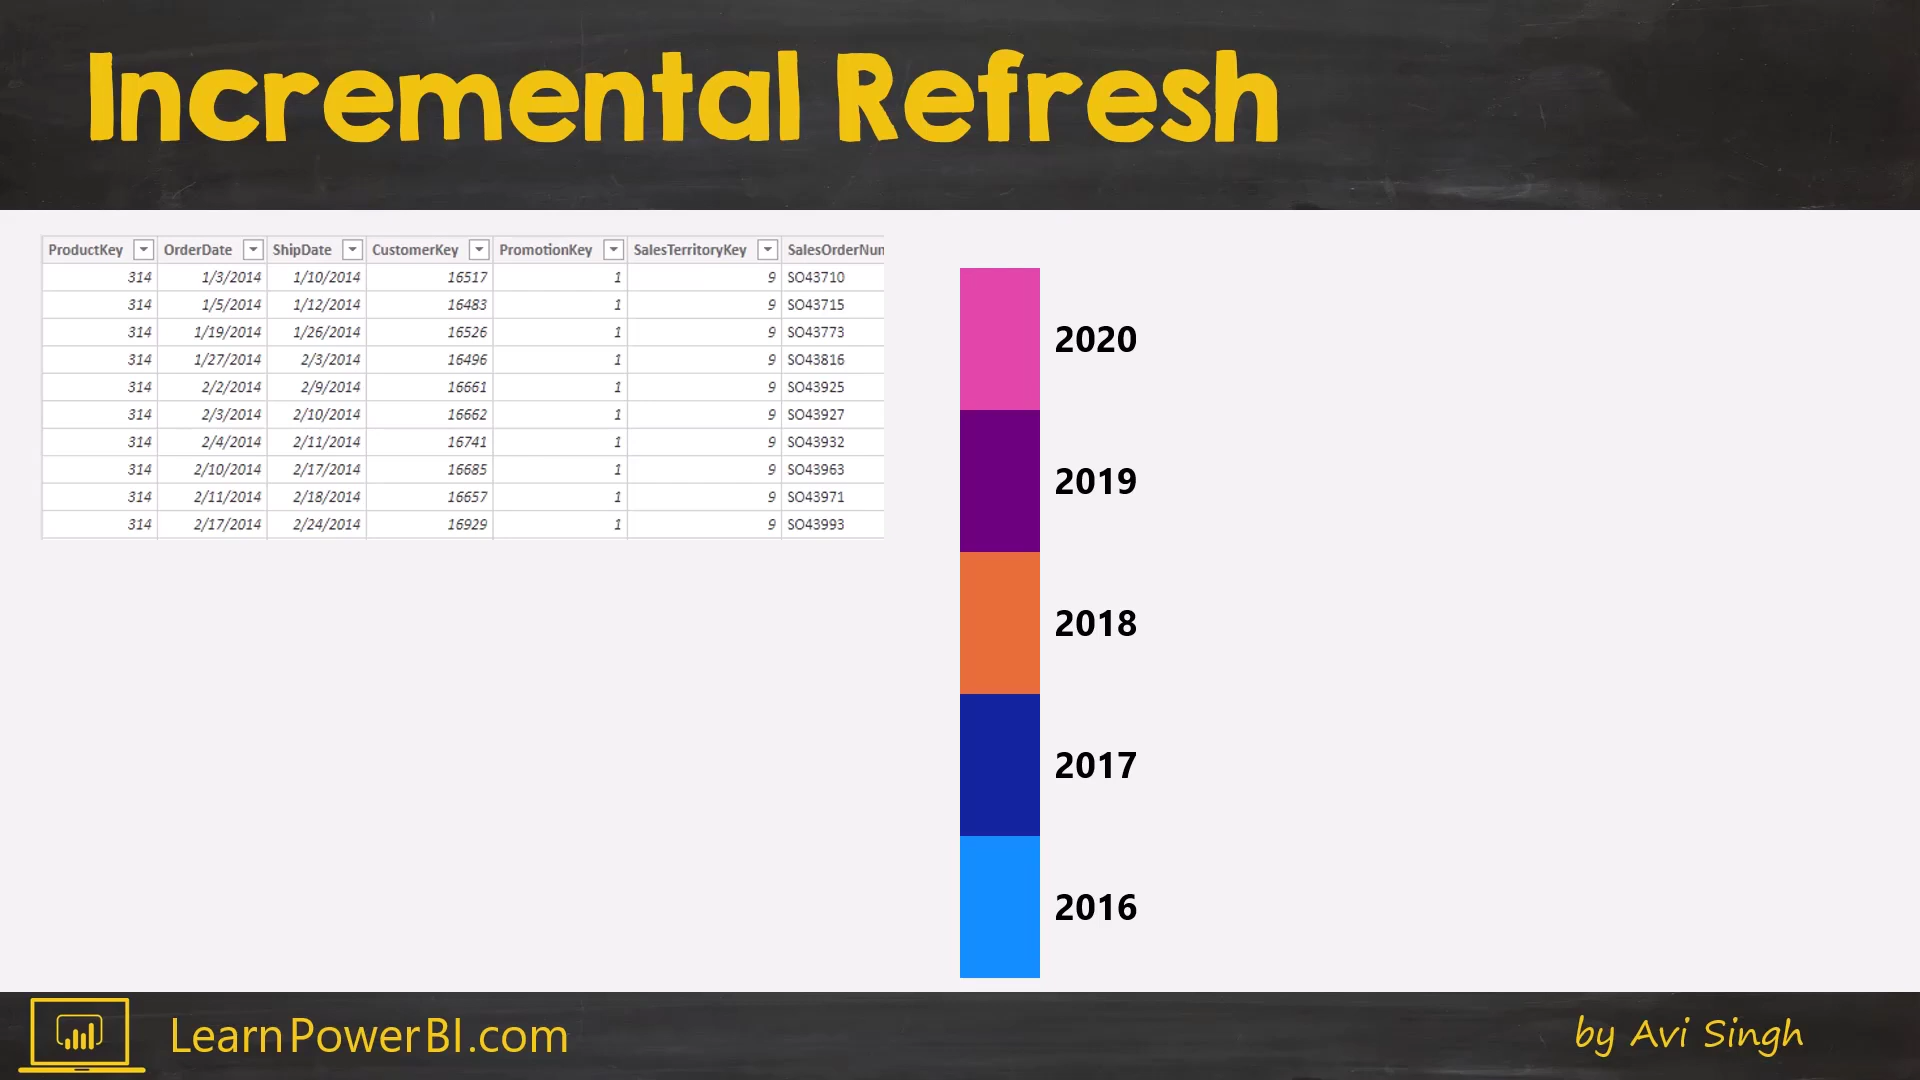 Incremental Refresh
ProductKey OrderDate ShipDate CustomerKey PromotionKey SalesTerritoryKey SalesOrderNum
314 1/3/2014 1/10/2014 16517 1 9 SO43710
314 1/5/2014 1/12/2014 16483 1 9 SO43715
314 1/19/2014 1/26/2014 16526 1 9 SO43773
314 1/27/2014 2/3/2014 16496 1 9 SO43816
314 2/2/2014 2/9/2014 16661 1 9 SO43925
314 2/3/2014 2/10/2014 16662 1 9 SO43927
314 2/4/2014 2/11/2014 16741 1 9 SO43932
314 2/10/2014 2/17/2014 16685 1 9 SO43963
314 2/11/2014 2/18/2014 16657 1 9 SO43971
314 2/17/2014 2/24/2014 16929 1 9 SO43993
2020
2019
2018
2017
2016
LearnPowerBI.com
by Avi Singh